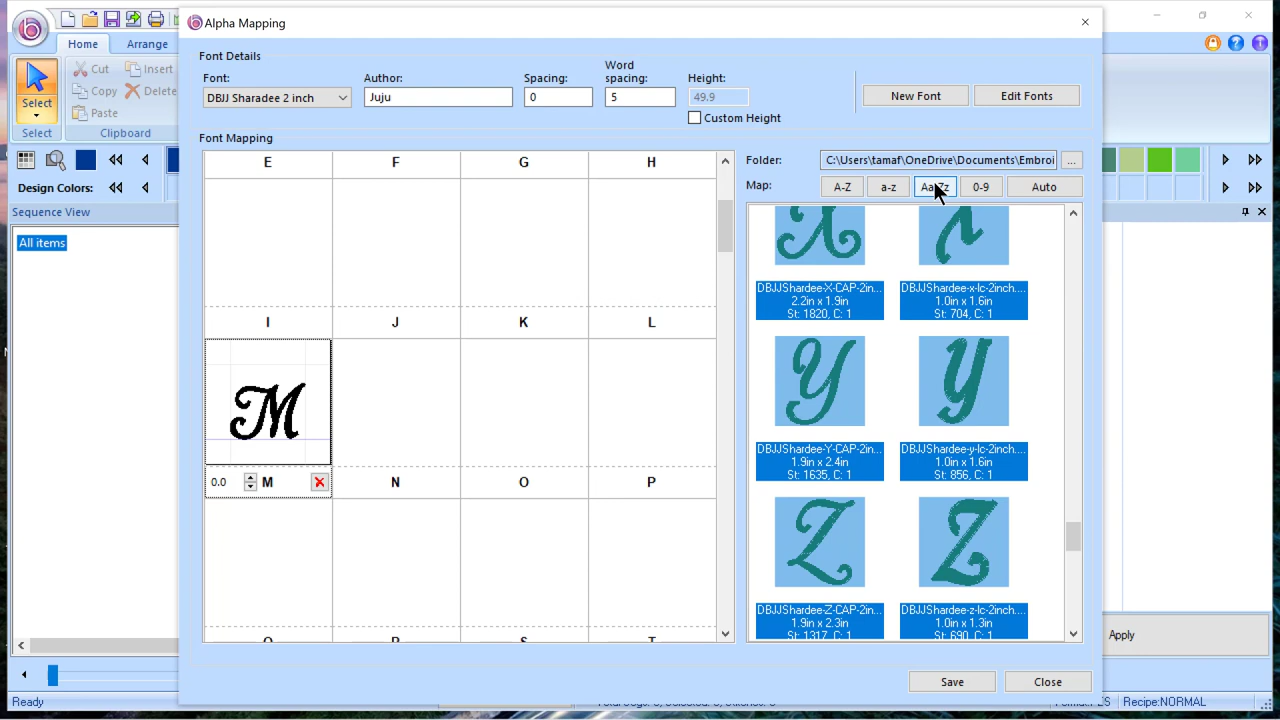 Alpha Mapping
Home
Arrange
Select
Select
Cut
Insert
Copy
Delete
Paste
Clipboard
Design Colors:
Sequence View
All items
Font Details
Font:
Author:
Spacing:
Word spacing:
Height:
DBJJ Sharadee 2 inch
Juju
0
5
49.9
Custom Height
New Font
Edit Fonts
Font Mapping
E F G H
I J K L
M
0.0 M N O P
Folder:
C:\Users\tamaf\OneDrive\Documents\Embroi
...
Map:
A-Z
a-z
0-9
Auto
X x
DBJJShardee-X-CAP-2in...
2.2in x 1.9in
St: 1820, C: 1
DBJJShardee-x-lc-2inch....
1.0in x 1.6in
St: 704, C: 1
Y y
DBJJShardee-Y-CAP-2in...
1.9in x 2.4in
St: 1635, C: 1
DBJJShardee-y-lc-2inch....
1.0in x 1.6in
St: 856, C: 1
Z z
DBJJShardee-Z-CAP-2in...
1.9in x 2.3in
St: 1317, C: 1
DBJJShardee-z-lc-2inch....
1.0in x 1.3in
St: 690, C: 1
Apply
Save
Close
Ready
Recipe:NORMAL